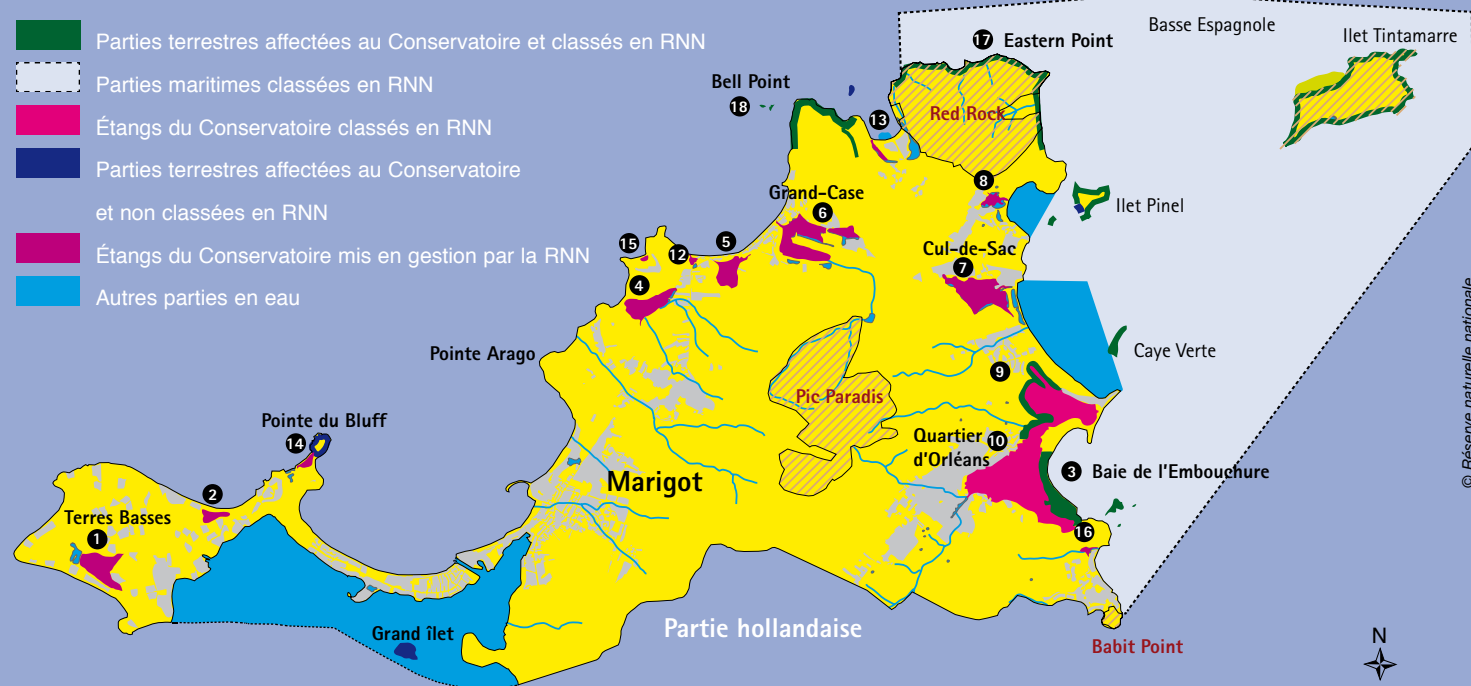 Parties terrestres affectées au Conservatoire et classés en RNN
Parties maritimes classées en RNN
Étangs du Conservatoire classés en RNN
Parties terrestres affectées au Conservatoire
et non classées en RNN
Étangs du Conservatoire mis en gestion par la RNN
Autres parties en eau
Basse Espagnole
Ilet Tintamarre
17 Eastern Point
Bell Point
18
13
Red Rock
8
Ilet Pinel
Grand-Case
6
15
12
5
Cul-de-Sac
7
4
Pointe Arago
Caye Verte
9
Pic Paradis
Pointe du Bluff
14
Quartier
d'Orléans
10
3 Baie de l'Embouchure
Marigot
2
Terres Basses
1
16
Grand îlet
Partie hollandaise
Babit Point
N
© Réserve naturelle nationale